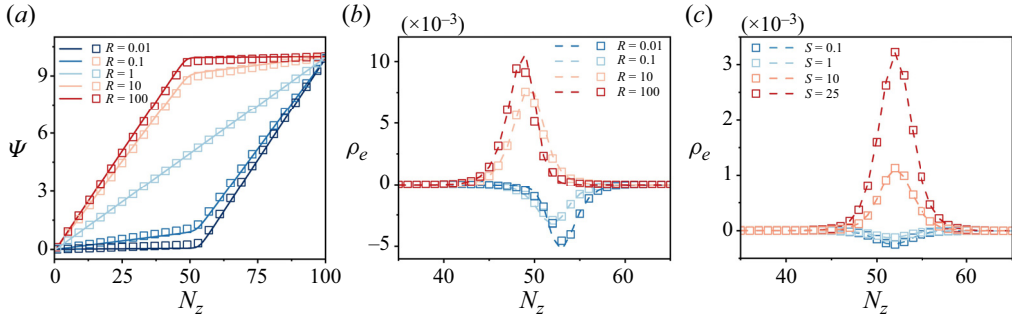 (a)
Ψ
9
6
3
0
0 25 50 75 100
N_z
R = 0.01
R = 0.1
R = 1
R = 10
R = 100
(b)
(×10⁻³)
ρ_e
10
5
0
−5
40 50 60
N_z
R = 0.01
R = 0.1
R = 10
R = 100
(c)
(×10⁻³)
ρ_e
3
2
1
0
40 50 60
N_z
S = 0.1
S = 1
S = 10
S = 25